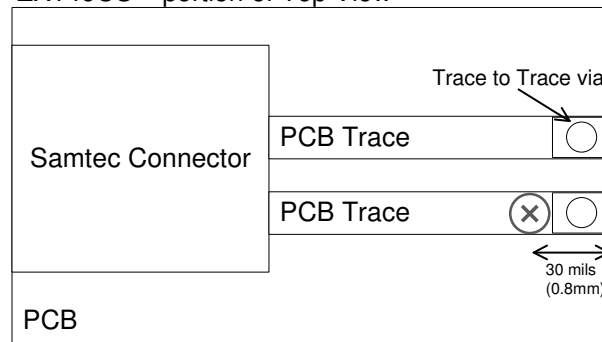 Trace to Trace via
PCB Trace
Samtec Connector
PCB Trace
30 mils
(0.8mm)
PCB